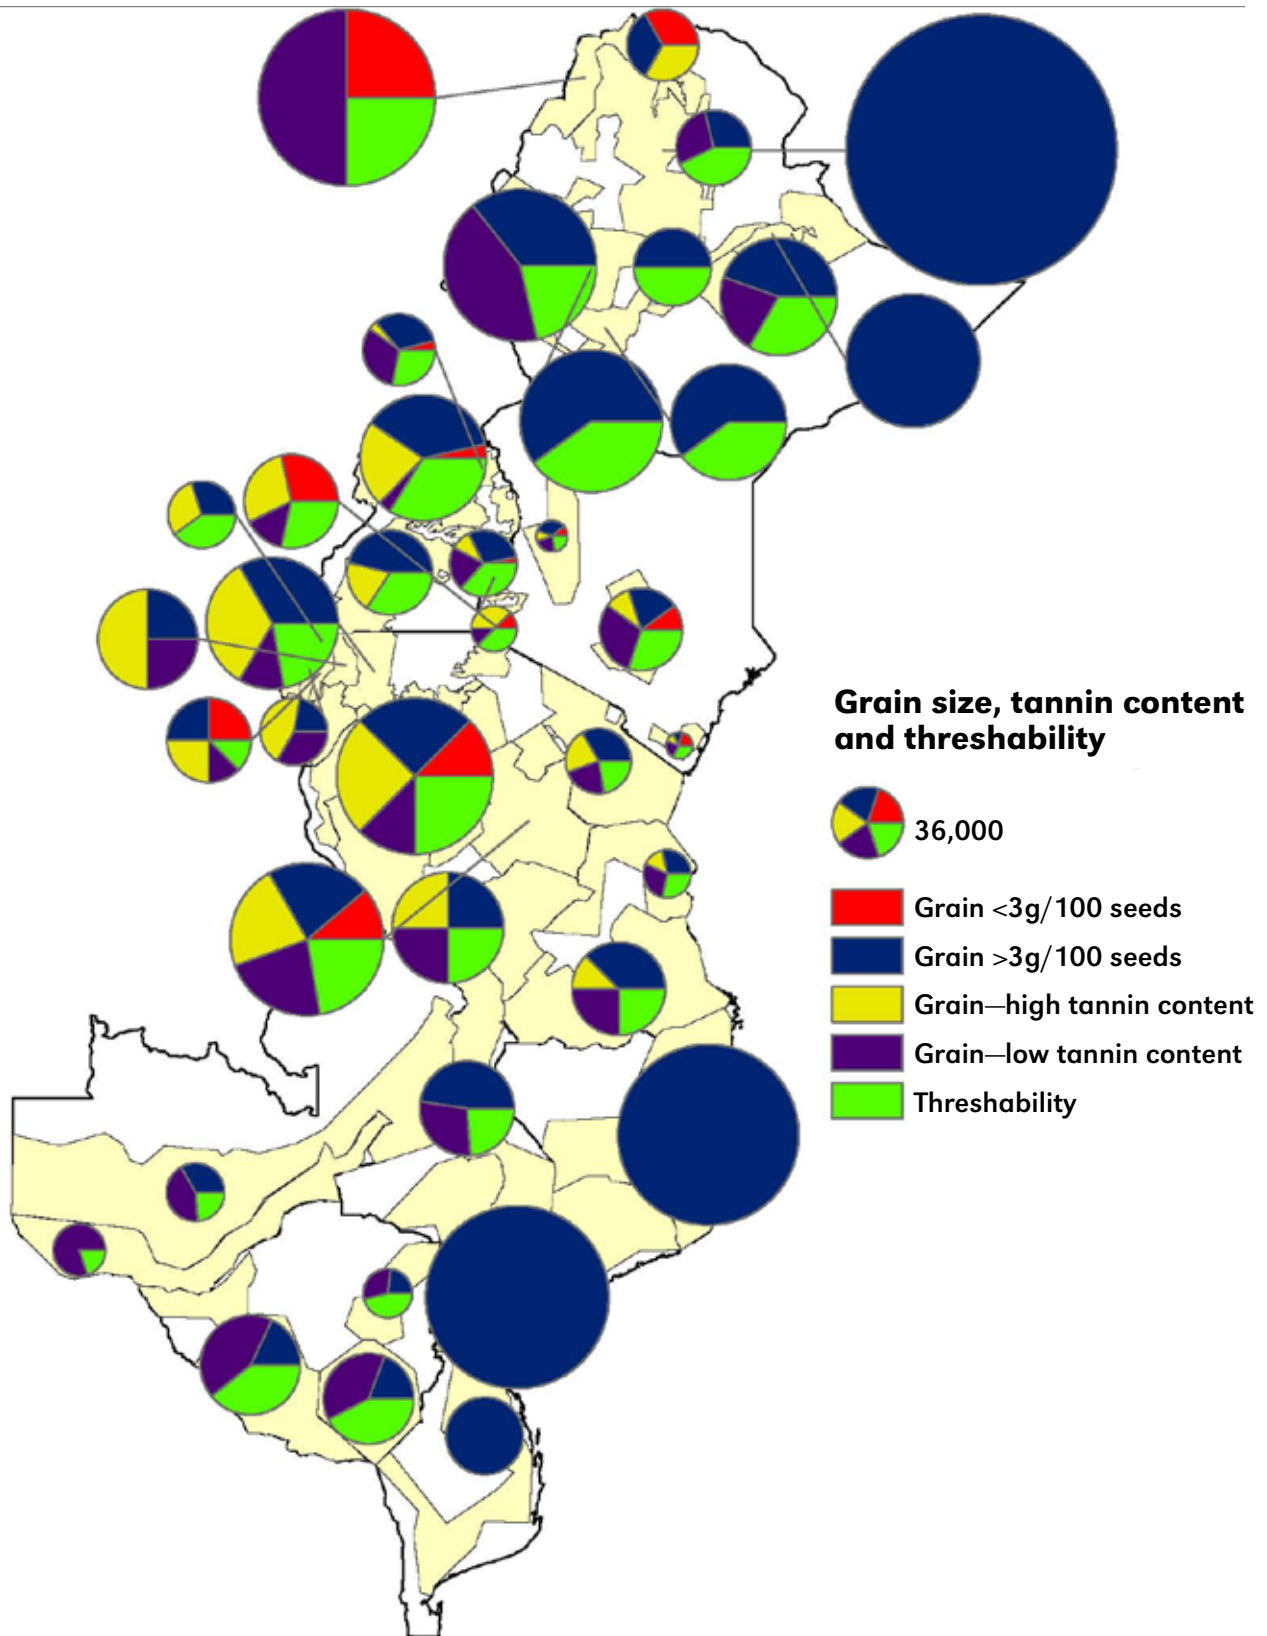 Grain size, tannin content
and threshability
36,000
Grain <3g/100 seeds
Grain >3g/100 seeds
Grain—high tannin content
Grain—low tannin content
Threshability